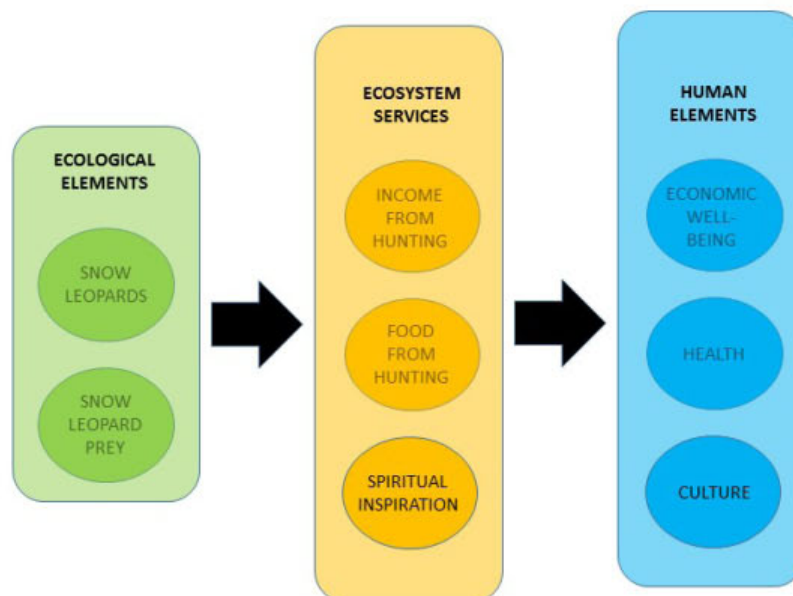 ECOLOGICAL
ELEMENTS
SNOW
LEOPARDS
SNOW
LEOPARD
PREY
ECOSYSTEM
SERVICES
INCOME
FROM
HUNTING
FOOD
FROM
HUNTING
SPIRITUAL
INSPIRATION
HUMAN
ELEMENTS
ECONOMIC
WELL-
BEING
HEALTH
CULTURE